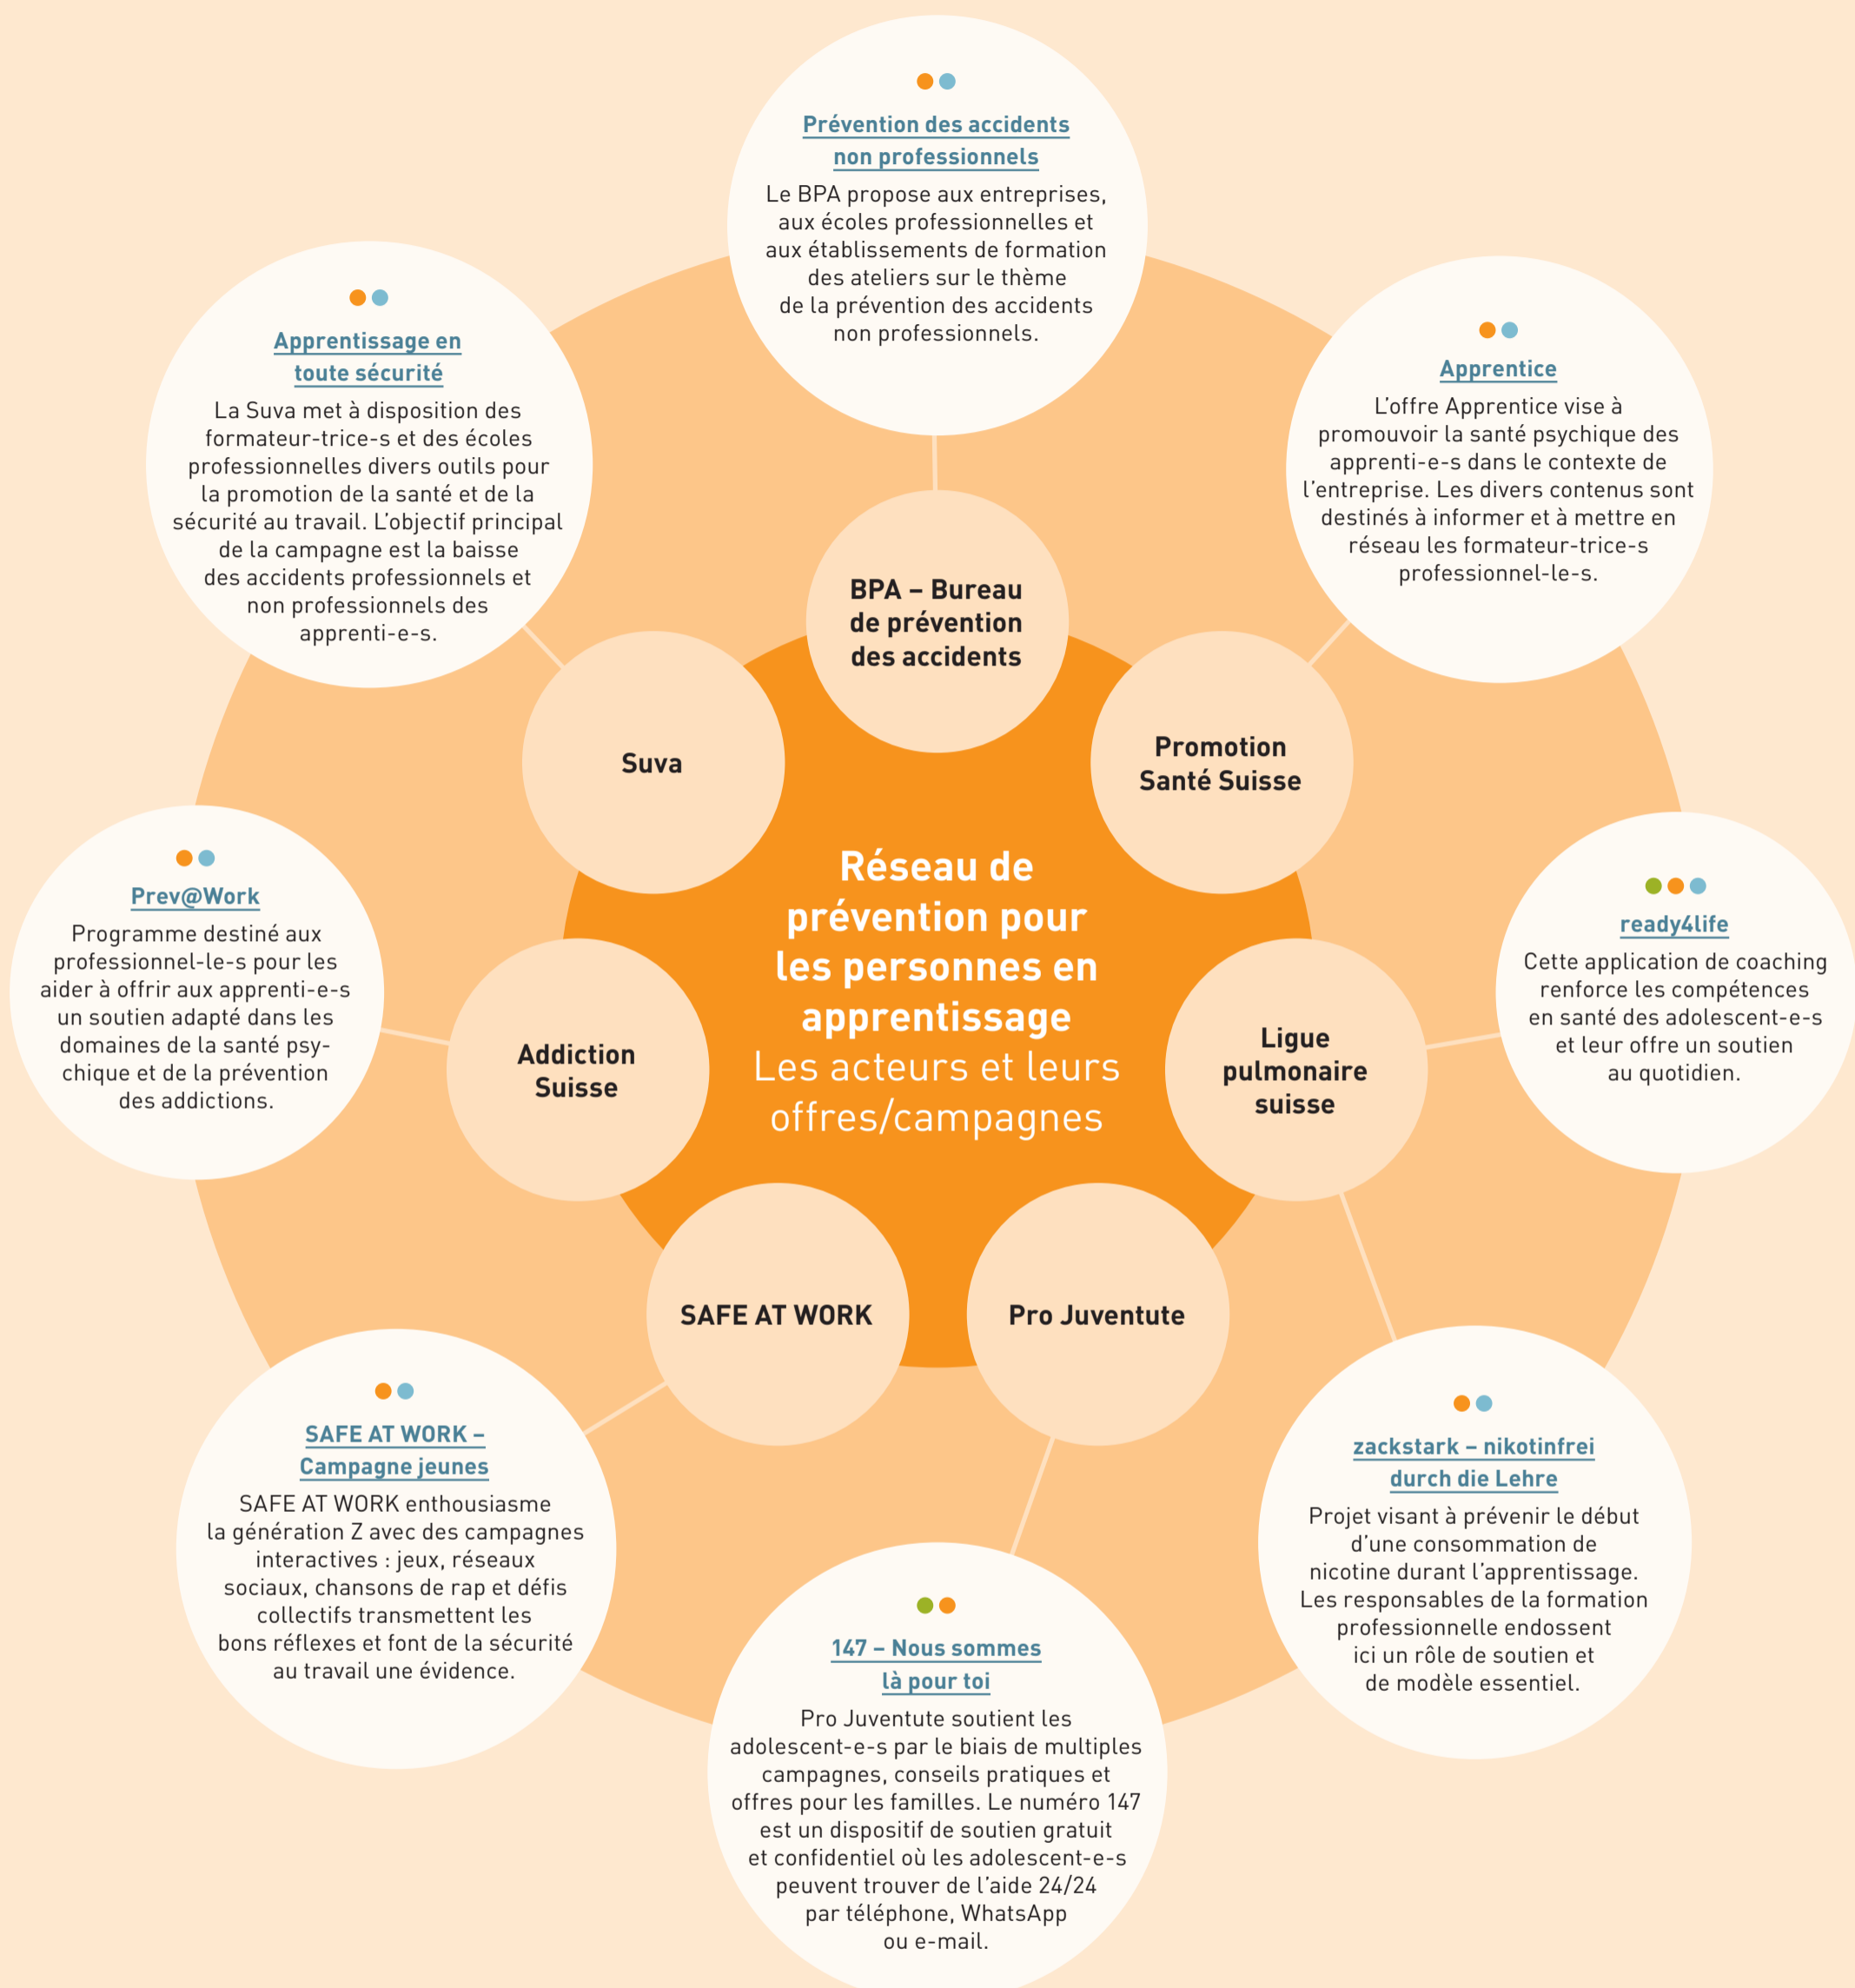 Prévention des accidents
non professionnels
Le BPA propose aux entreprises,
aux écoles professionnelles et
aux établissements de formation
des ateliers sur le thème
de la prévention des accidents
non professionnels.
Apprentissage en
toute sécurité
La Suva met à disposition des
formateur-trice-s et des écoles
professionnelles divers outils pour
la promotion de la santé et de la
sécurité au travail. L’objectif principal
de la campagne est la baisse
des accidents professionnels et
non professionnels des
apprenti-e-s.
Apprentice
L’offre Apprentice vise à
promouvoir la santé psychique des
apprenti-e-s dans le contexte de
l’entreprise. Les divers contenus sont
destinés à informer et à mettre en
réseau les formateur-trice-s
professionnel-le-s.
BPA – Bureau
de prévention
des accidents
Suva
Promotion
Santé Suisse
Réseau de
prévention pour
les personnes en
apprentissage
Les acteurs et leurs
offres/campagnes
Prev@Work
Programme destiné aux
professionnel-le-s pour les
aider à offrir aux apprenti-e-s
un soutien adapté dans les
domaines de la santé psy-
chique et de la prévention
des addictions.
Addiction
Suisse
Ligue
pulmonaire
suisse
ready4life
Cette application de coaching
renforce les compétences
en santé des adolescent-e-s
et leur offre un soutien
au quotidien.
SAFE AT WORK
Pro Juventute
SAFE AT WORK –
Campagne jeunes
SAFE AT WORK enthousiasme
la génération Z avec des campagnes
interactives : jeux, réseaux
sociaux, chansons de rap et défis
collectifs transmettent les
bons réflexes et font de la sécurité
au travail une évidence.
zackstark – nikotinfrei
durch die Lehre
Projet visant à prévenir le début
d’une consommation de
nicotine durant l’apprentissage.
Les responsables de la formation
professionnelle endossent
ici un rôle de soutien et
de modèle essentiel.
147 – Nous sommes
là pour toi
Pro Juventute soutient les
adolescent-e-s par le biais de multiples
campagnes, conseils pratiques et
offres pour les familles. Le numéro 147
est un dispositif de soutien gratuit
et confidentiel où les adolescent-e-s
peuvent trouver de l’aide 24/24
par téléphone, WhatsApp
ou e-mail.